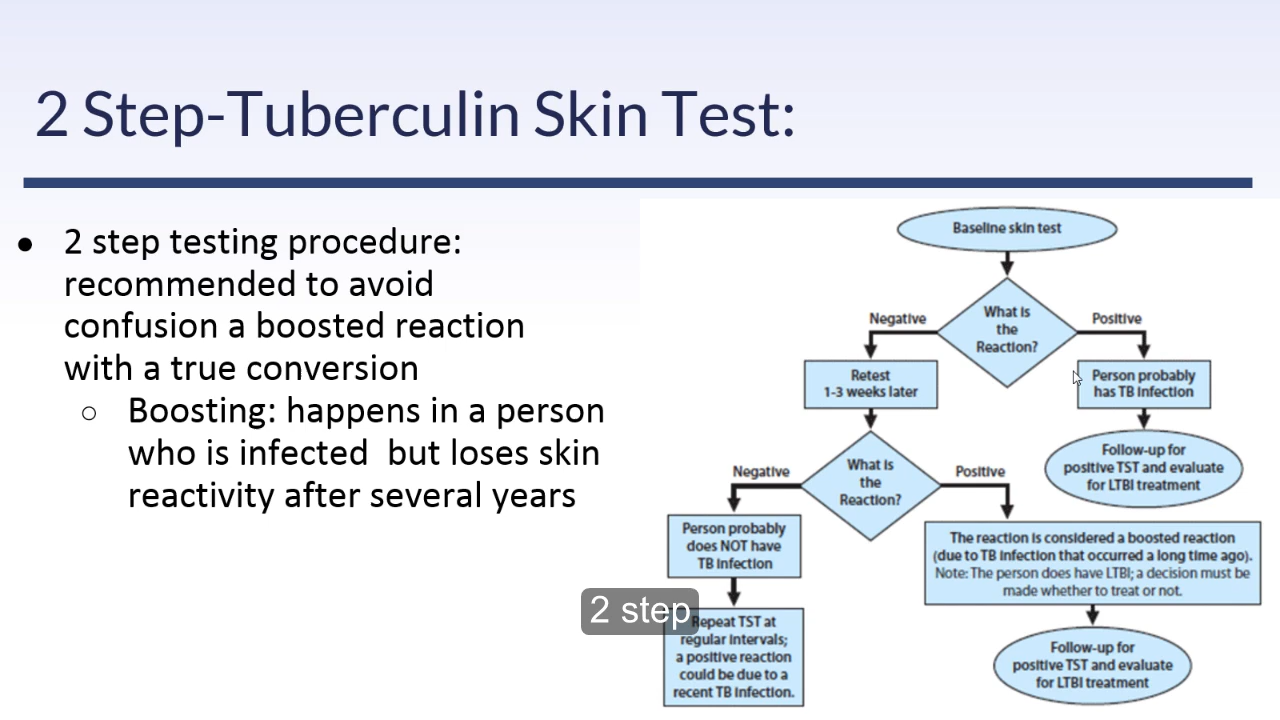 2 Step-Tuberculin Skin Test:
● 2 step testing procedure:
recommended to avoid
confusion a boosted reaction
with a true conversion
○ Boosting: happens in a person
who is infected but loses skin
reactivity after several years
Baseline skin test
What is
the
Reaction?
Negative
Positive
Retest
1-3 weeks later
Person probably
has TB infection
Follow-up for
positive TST and evaluate
for LTBI treatment
What is
the
Reaction?
Negative
Positive
Person probably
does NOT have
TB infection
The reaction is considered a boosted reaction
(due to TB infection that occurred a long time ago).
Note: The person does have LTBI; a decision must be
made whether to treat or not.
Repeat TST at
regular intervals;
a positive reaction
could be due to a
recent TB infection.
Follow-up for
positive TST and evaluate
for LTBI treatment
2 step